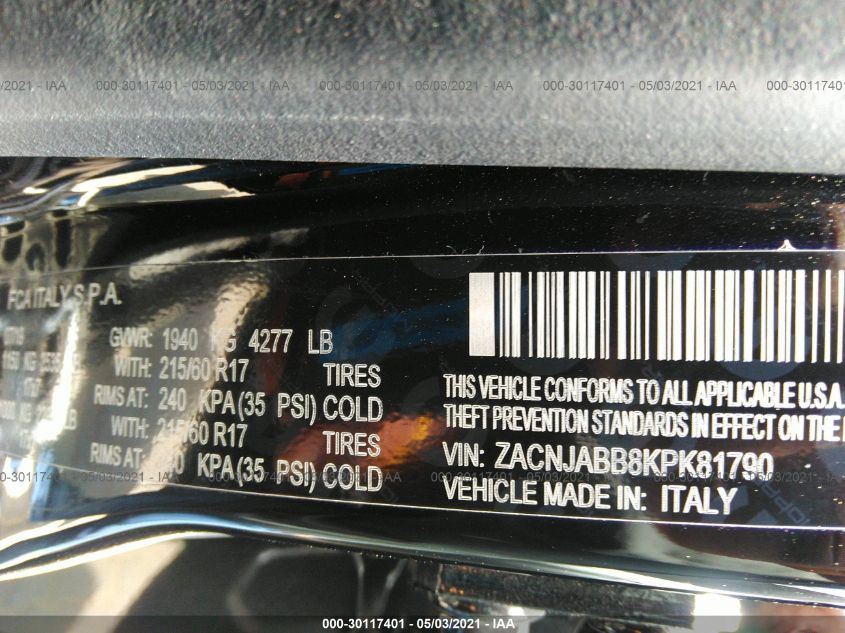 /2021 - IAA 000-30117401 - 05/03/2021 - IAA 000-30117401 - 05/03/2021 - IAA 000-30117401 - 05/
FCA ITALY S.P.A.
GVWR: 1940 KG 4277 LB
WITH: 215/60 R17 TIRES
RIMS AT: 240 KPA (35 PSI) COLD
WITH: 215/60 R17 TIRES
RIMS AT: KPA (35 PSI) COLD
THIS VEHICLE CONFORMS TO ALL APPLICABLE U.S.A.
THEFT PREVENTION STANDARDS IN EFFECT ON THE
VIN: ZACNJABB8KPK81790
VEHICLE MADE IN: ITALY
000-30117401 - 05/03/2021 - IAA